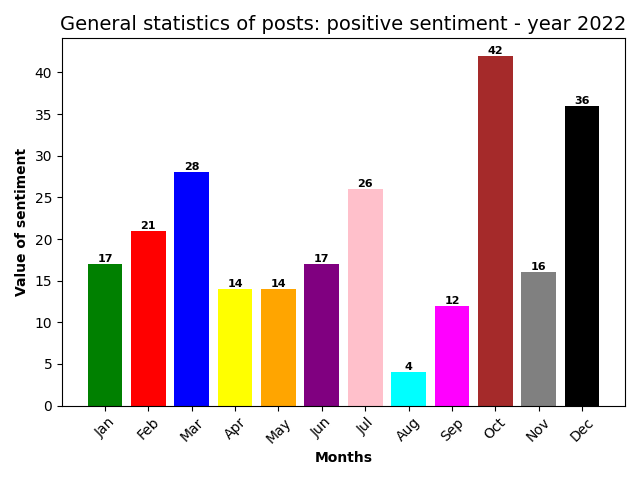 General statistics of posts: positive sentiment - year 2022
Value of sentiment
40
35
30
25
20
15
10
5
0
17
21
28
14
14
17
26
4
12
42
16
36
Jan
Feb
Mar
Apr
May
Jun
Jul
Aug
Sep
Oct
Nov
Dec
Months